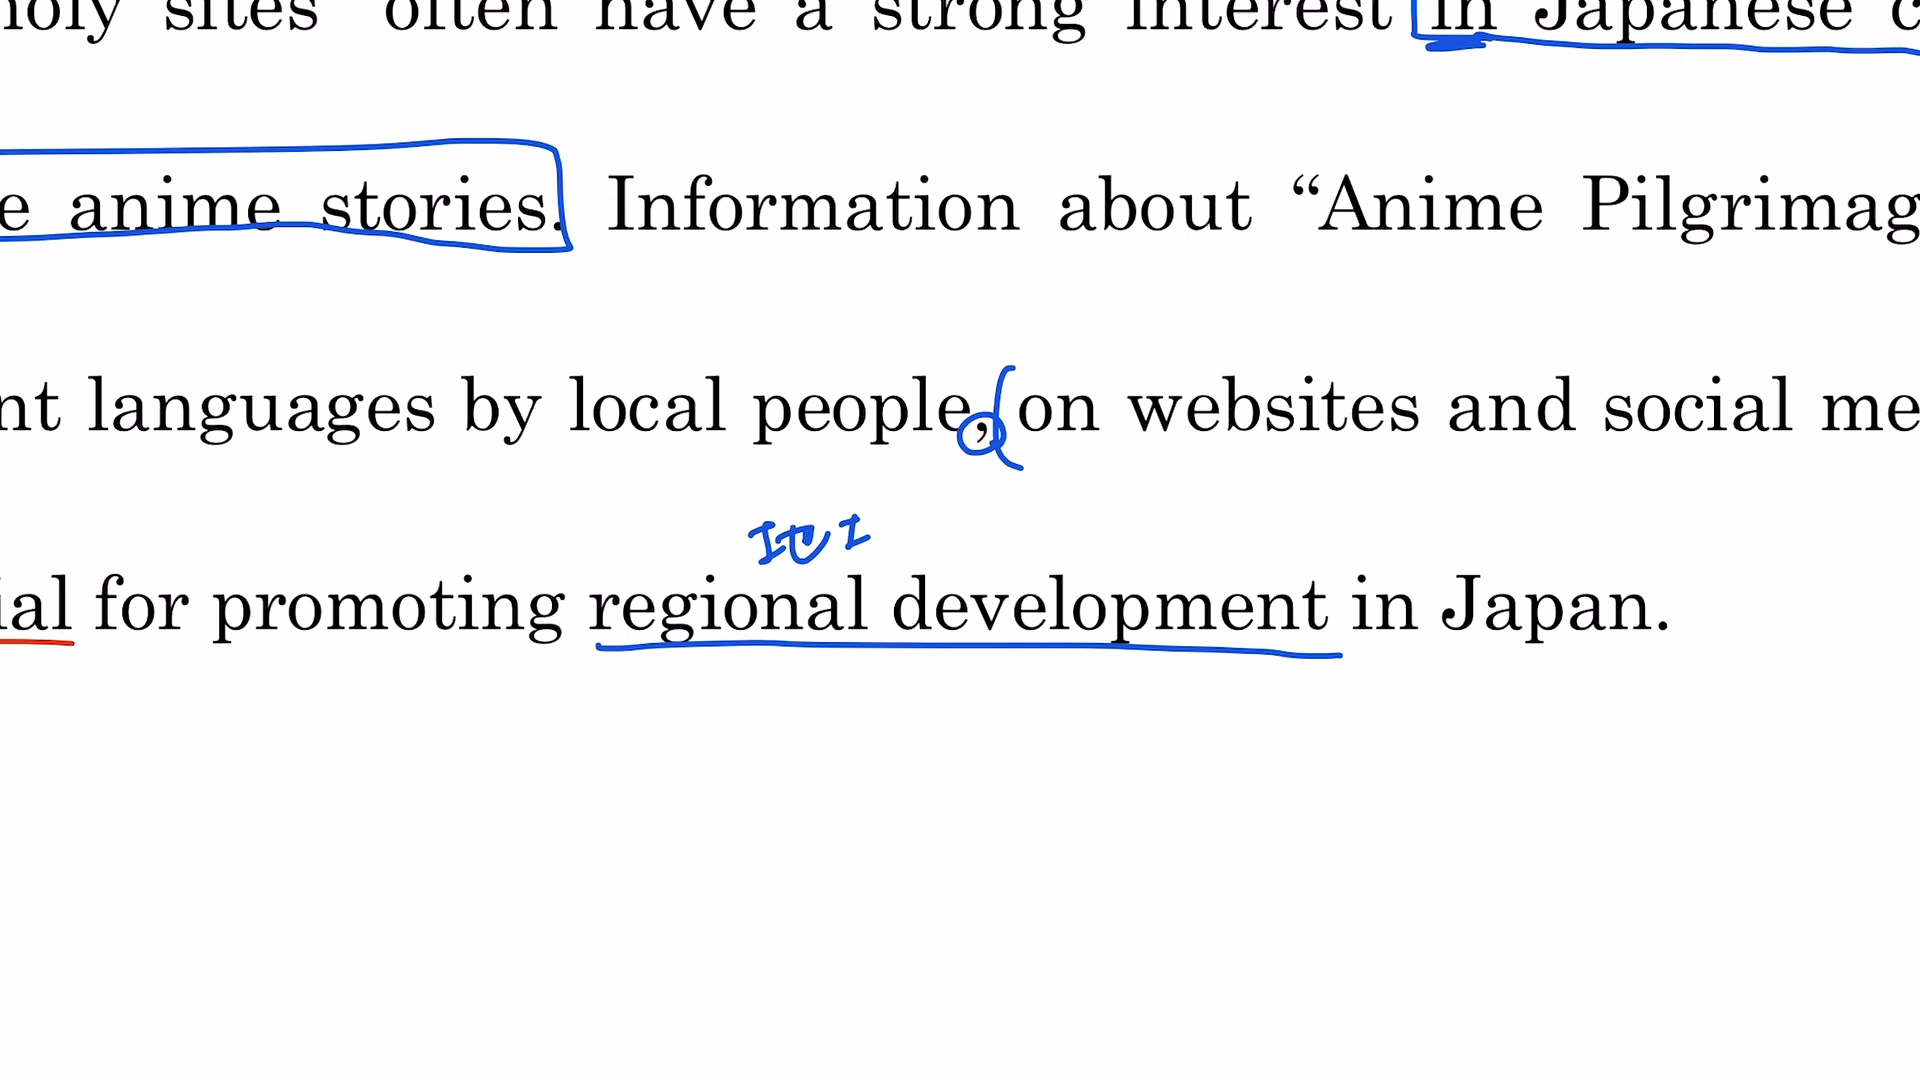 holy sites” often have a strong interest in Japanese c
e anime stories. Information about “Anime Pilgrimag
nt languages by local people, on websites and social me
地
ial for promoting regional development in Japan.